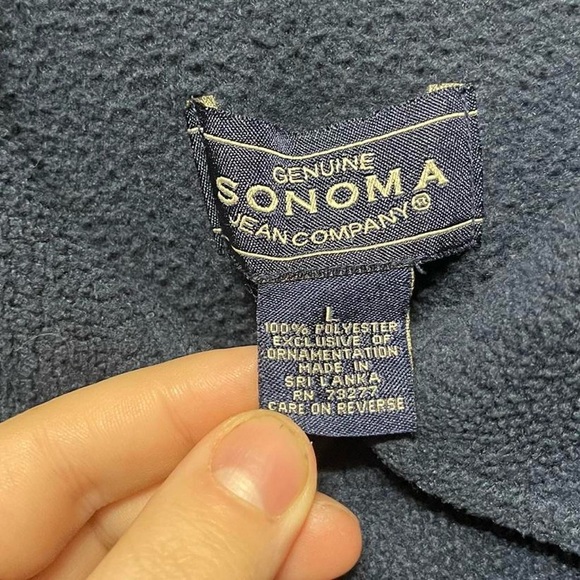 GENUINE
SONOMA
JEAN COMPANY®
L
100% POLYESTER
EXCLUSIVE OF
ORNAMENTATION
MADE IN
SRI LANKA
RN 73277
CARE ON REVERSE